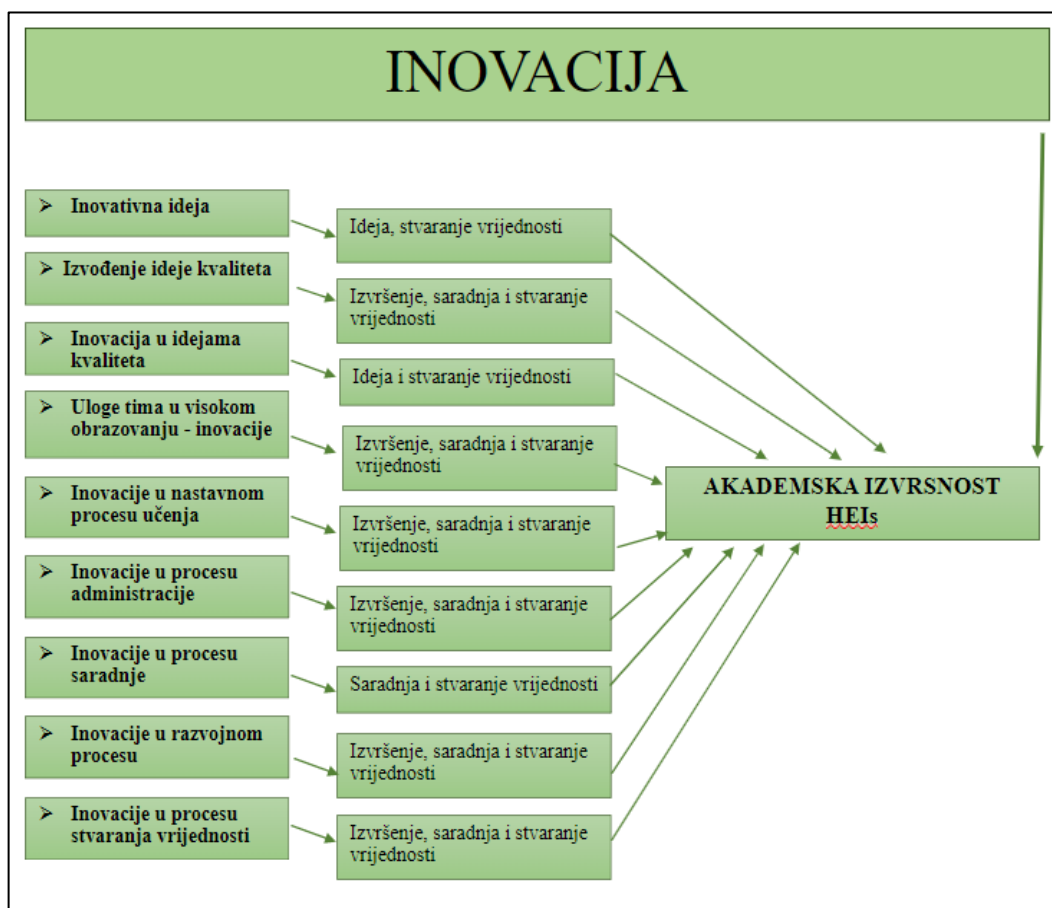 INOVACIJA
➢ Inovativna ideja
Ideja, stvaranje vrijednosti
➢ Izvođenje ideje kvaliteta
Izvršenje, saradnja i stvaranje
vrijednosti
➢ Inovacija u idejama
kvaliteta
Ideja i stvaranje vrijednosti
➢ Uloge tima u visokom
obrazovanju - inovacije
Izvršenje, saradnja i stvaranje
vrijednosti
➢ Inovacije u nastavnom
procesu učenja
Izvršenje, saradnja i stvaranje
vrijednosti
➢ Inovacije u procesu
administracije
Izvršenje, saradnja i stvaranje
vrijednosti
➢ Inovacije u procesu
saradnje
Saradnja i stvaranje vrijednosti
➢ Inovacije u razvojnom
procesu
Izvršenje, saradnja i stvaranje
vrijednosti
➢ Inovacije u procesu
stvaranja vrijednosti
Izvršenje, saradnja i stvaranje
vrijednosti
AKADEMSKA IZVRSNOST
HEIs